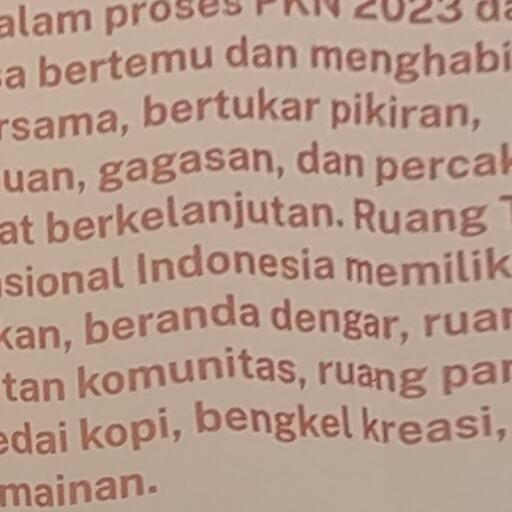 alam proses PKN 2023 da
a bertemu dan menghabi
rsama, bertukar pikiran,
uan, gagasan, dan percak
at berkelanjutan. Ruang T
sional Indonesia memilik
kan, beranda dengar, ruan
tan komunitas, ruang pam
edai kopi, bengkel kreasi,
mainan.